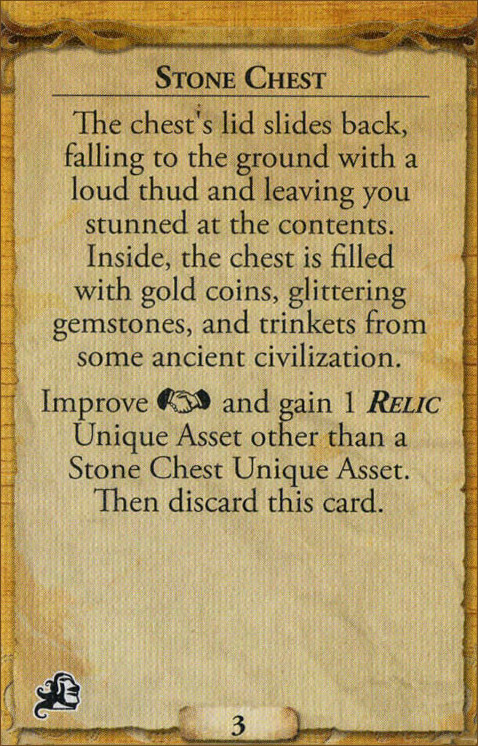 Stone Chest
The chest's lid slides back,
falling to the ground with a
loud thud and leaving you
stunned at the contents.
Inside, the chest is filled
with gold coins, glittering
gemstones, and trinkets from
some ancient civilization.
Improve and gain 1 Relic
Unique Asset other than a
Stone Chest Unique Asset.
Then discard this card.
3